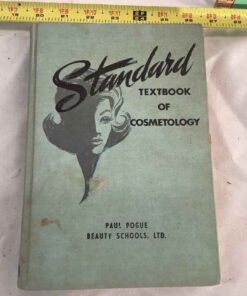 Standard
TEXTBOOK
OF
COSMETOLOGY
PAUL POGUE
BEAUTY SCHOOLS, LTD.